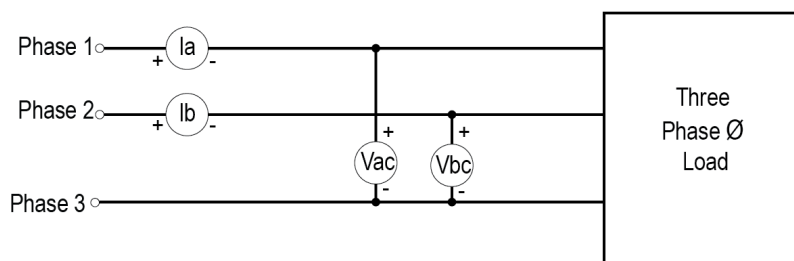 Phase 1
+ Ia -
Phase 2
+ Ib -
Three
Phase Ø
Load
+
+
Vac
Vbc
-
-
Phase 3